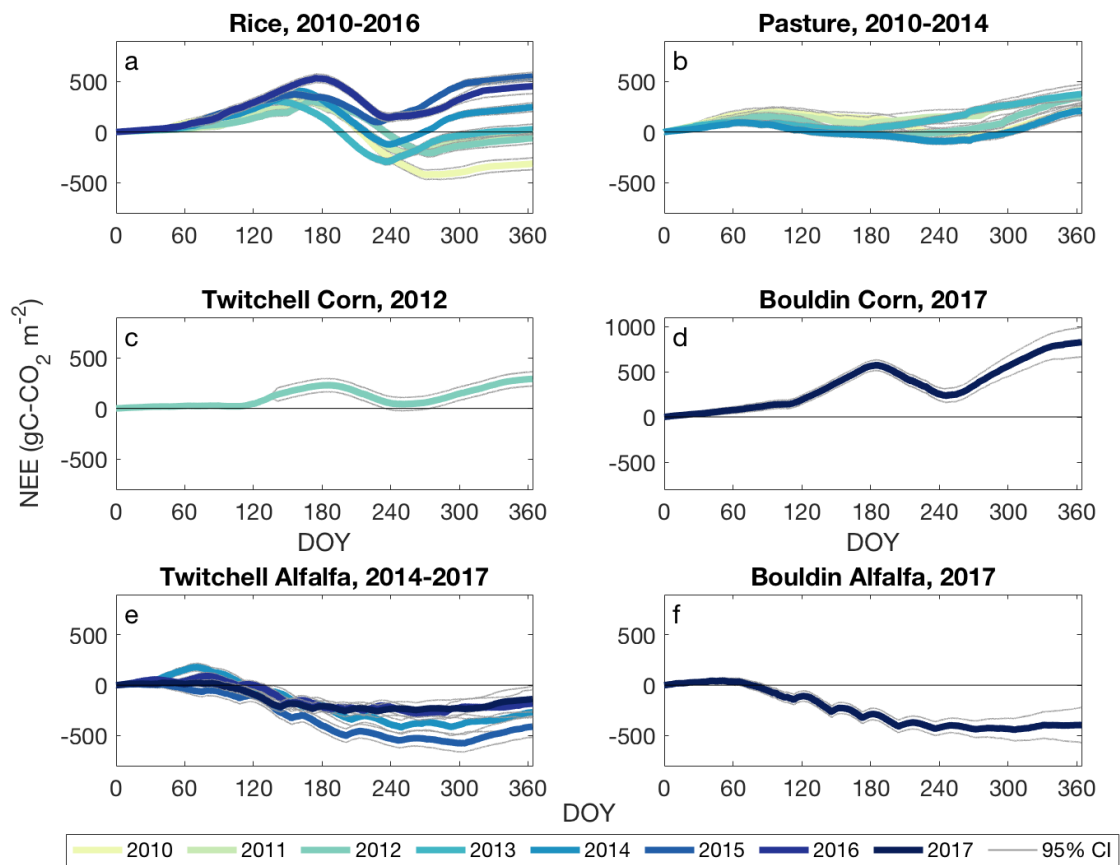 Rice, 2010-2016
Pasture, 2010-2014
a
b
500
0
-500
500
0
-500
0 60 120 180 240 300 360
0 60 120 180 240 300 360
Twitchell Corn, 2012
Bouldin Corn, 2017
c
d
500
0
-500
1000
500
0
-500
NEE (gC-CO2 m-2)
0 60 120 180 240 300 360
0 60 120 180 240 300 360
DOY
DOY
Twitchell Alfalfa, 2014-2017
Bouldin Alfalfa, 2017
e
f
500
0
-500
500
0
-500
0 60 120 180 240 300 360
0 60 120 180 240 300 360
DOY
2010 2011 2012 2013 2014 2015 2016 2017 95% CI